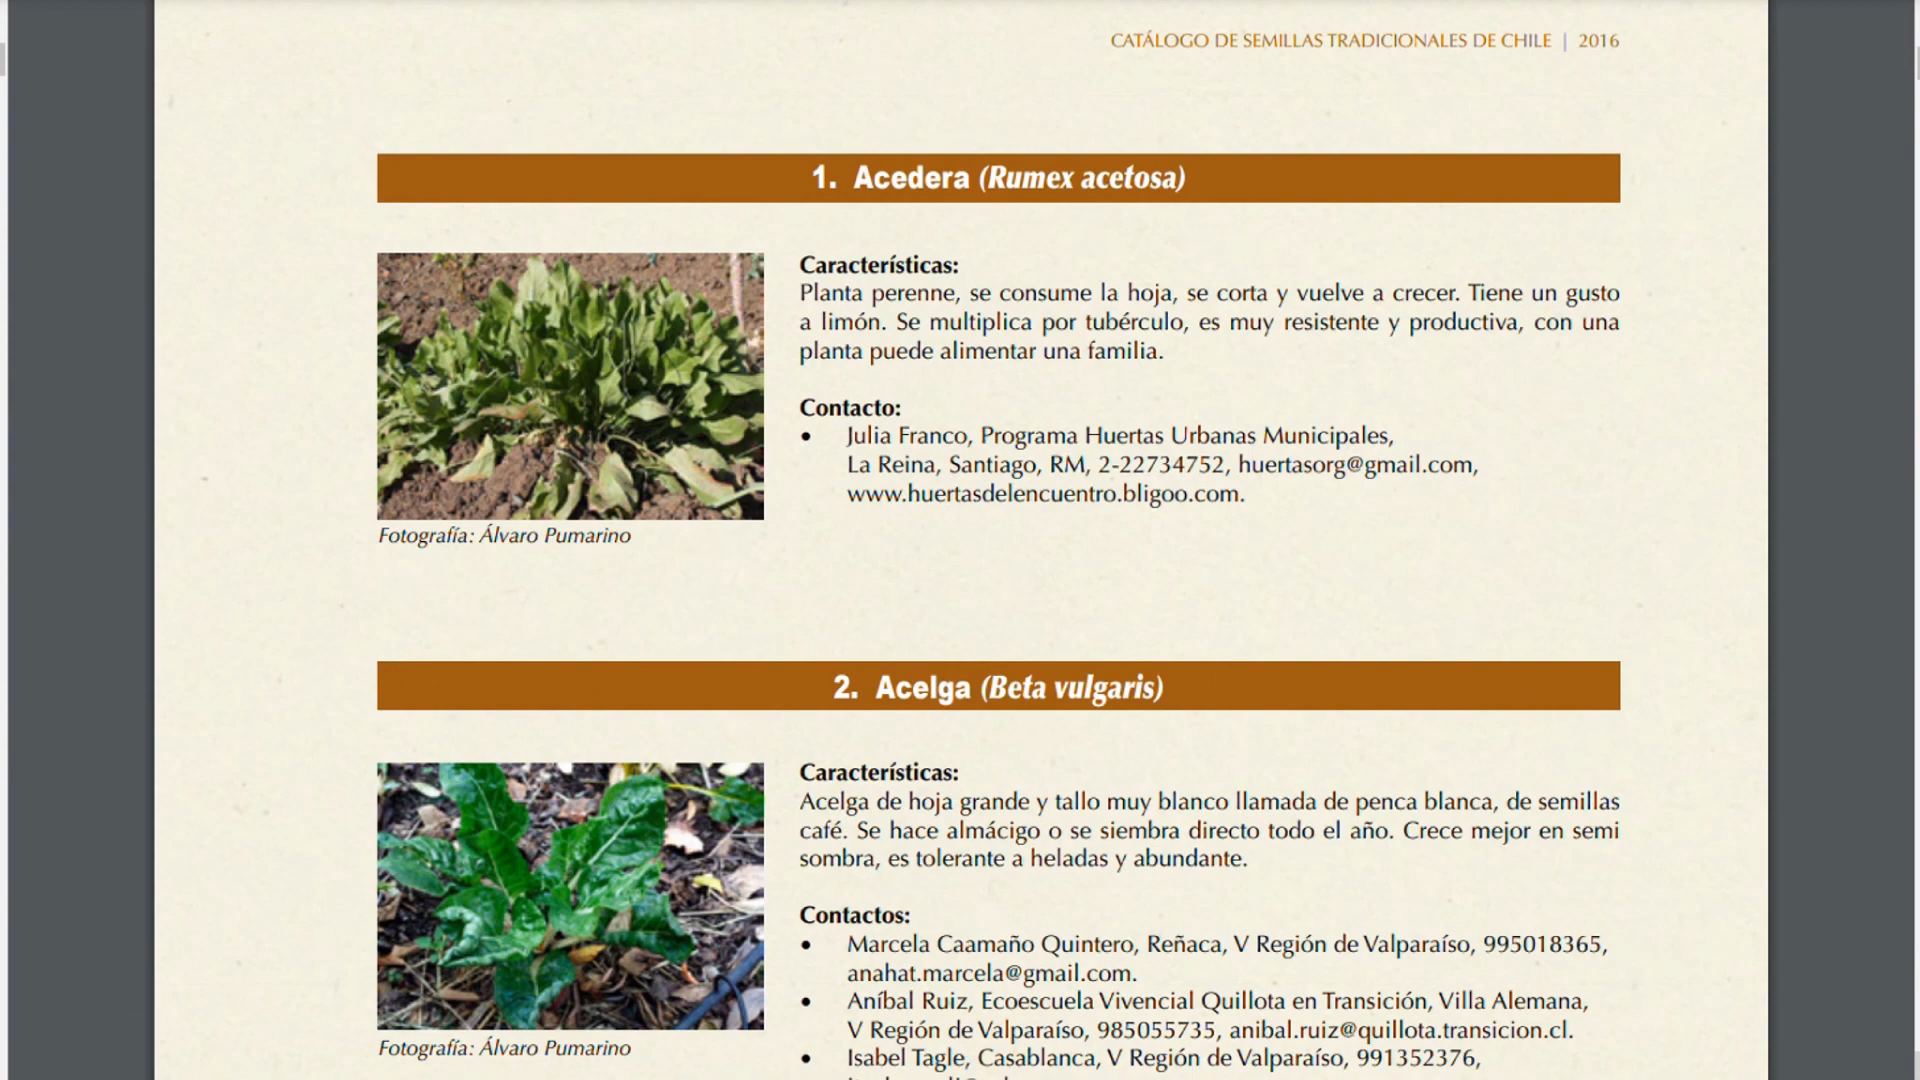 CATÁLOGO DE SEMILLAS TRADICIONALES DE CHILE | 2016
1. Acedera (Rumex acetosa)
Características:
Planta perenne, se consume la hoja, se corta y vuelve a crecer. Tiene un gusto
a limón. Se multiplica por tubérculo, es muy resistente y productiva, con una
planta puede alimentar una familia.
Contacto:
• Julia Franco, Programa Huertas Urbanas Municipales,
La Reina, Santiago, RM, 2-22734752, huertasorg@gmail.com,
www.huertasdelencuentro.bligoo.com.
Fotografía: Álvaro Pumarino
2. Acelga (Beta vulgaris)
Características:
Acelga de hoja grande y tallo muy blanco llamada de penca blanca, de semillas
café. Se hace almácigo o se siembra directo todo el año. Crece mejor en semi
sombra, es tolerante a heladas y abundante.
Contactos:
• Marcela Caamaño Quintero, Reñaca, V Región de Valparaíso, 995018365,
anahat.marcela@gmail.com.
• Aníbal Ruiz, Ecoescuela Vivencial Quillota en Transición, Villa Alemana,
V Región de Valparaíso, 985055735, anibal.ruiz@quillota.transicion.cl.
• Isabel Tagle, Casablanca, V Región de Valparaíso, 991352376,
Fotografía: Álvaro Pumarino